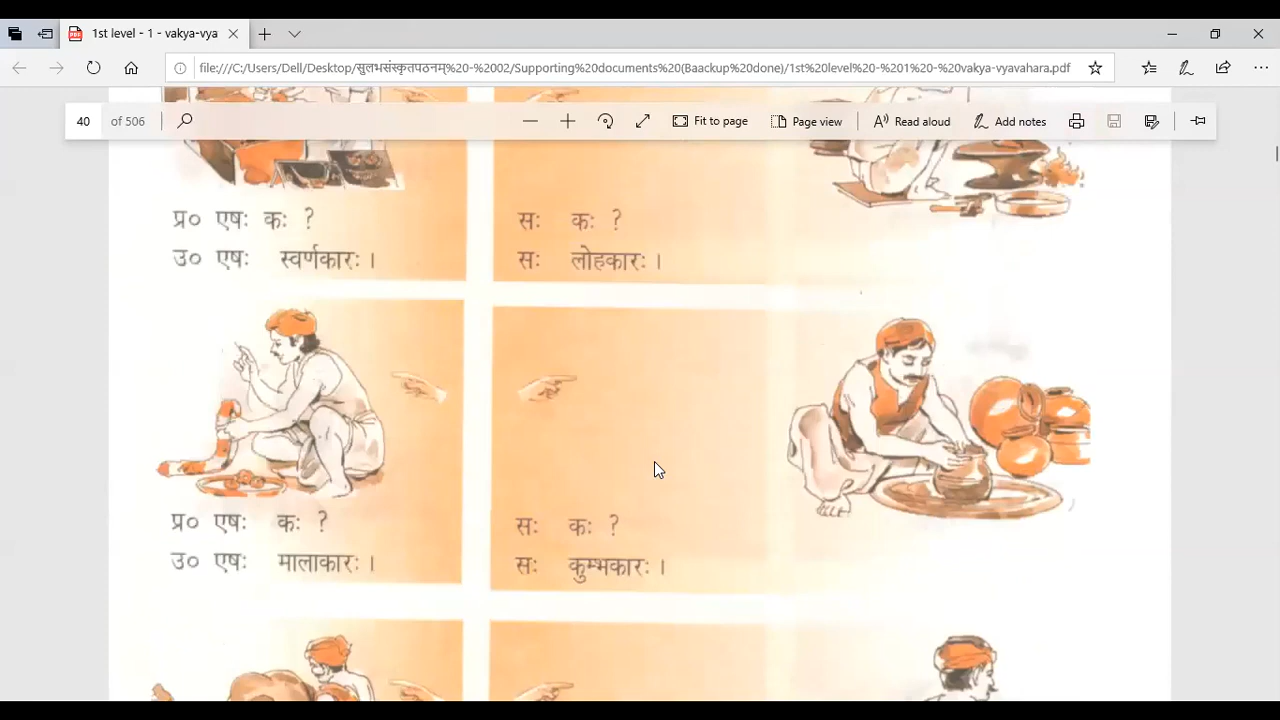 1st level - 1 - vakya-vya
file:///C:/Users/Dell/Desktop/सुलभसंस्कृतपठनम्%20-%2002/Supporting%20documents%20(Baackup%20done)/1st%20level%20-%201%20-%20vakya-vyavahara.pdf
40 of 506
Fit to page
Page view
Read aloud
Add notes
प्र० एषः कः ?
उ० एषः स्वर्णकारः ।
सः कः ?
सः लोहकारः ।
प्र० एषः कः ?
उ० एषः मालाकारः ।
सः कः ?
सः कुम्भकारः ।